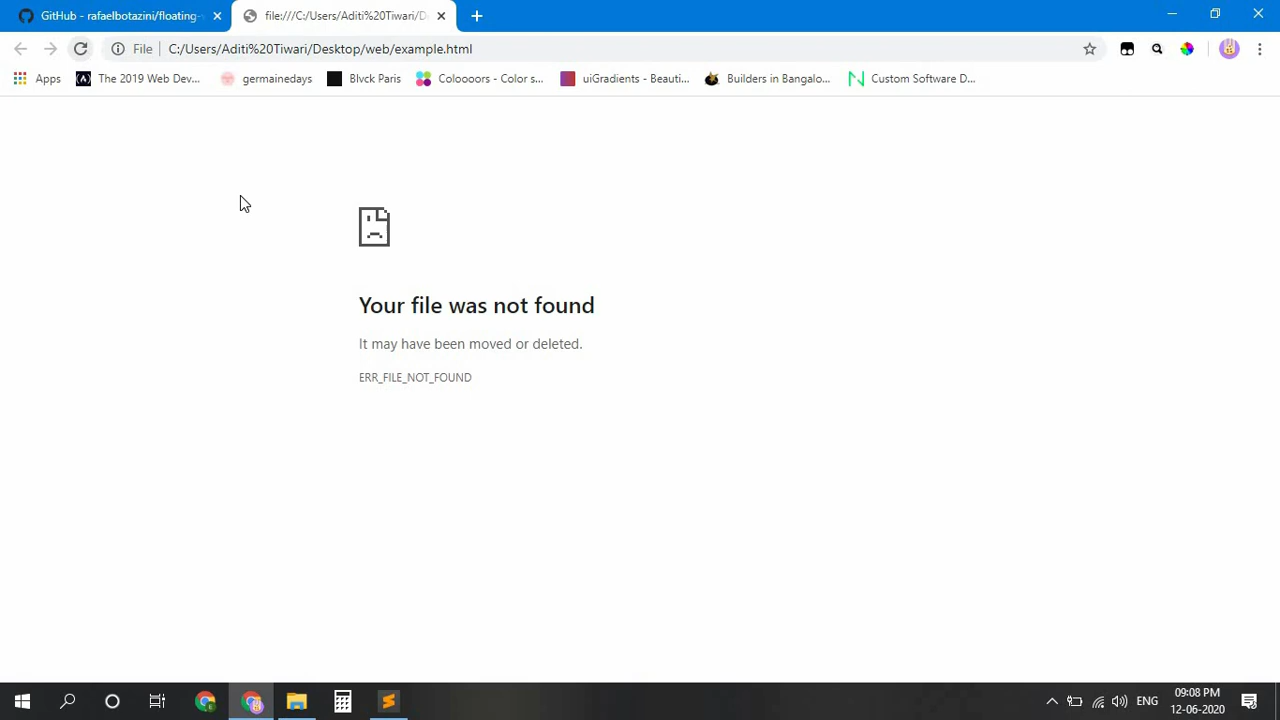 GitHub - rafaelbotazini/floating-
file:///C:/Users/Aditi%20Tiwari/D
File C:/Users/Aditi%20Tiwari/Desktop/web/example.html
Apps The 2019 Web Dev... germainedays Blvck Paris Coloooors - Color s... uiGradients - Beauti... Builders in Bangalo... Custom Software D...
Your file was not found
It may have been moved or deleted.
ERR_FILE_NOT_FOUND
ENG
09:08 PM
12-06-2020